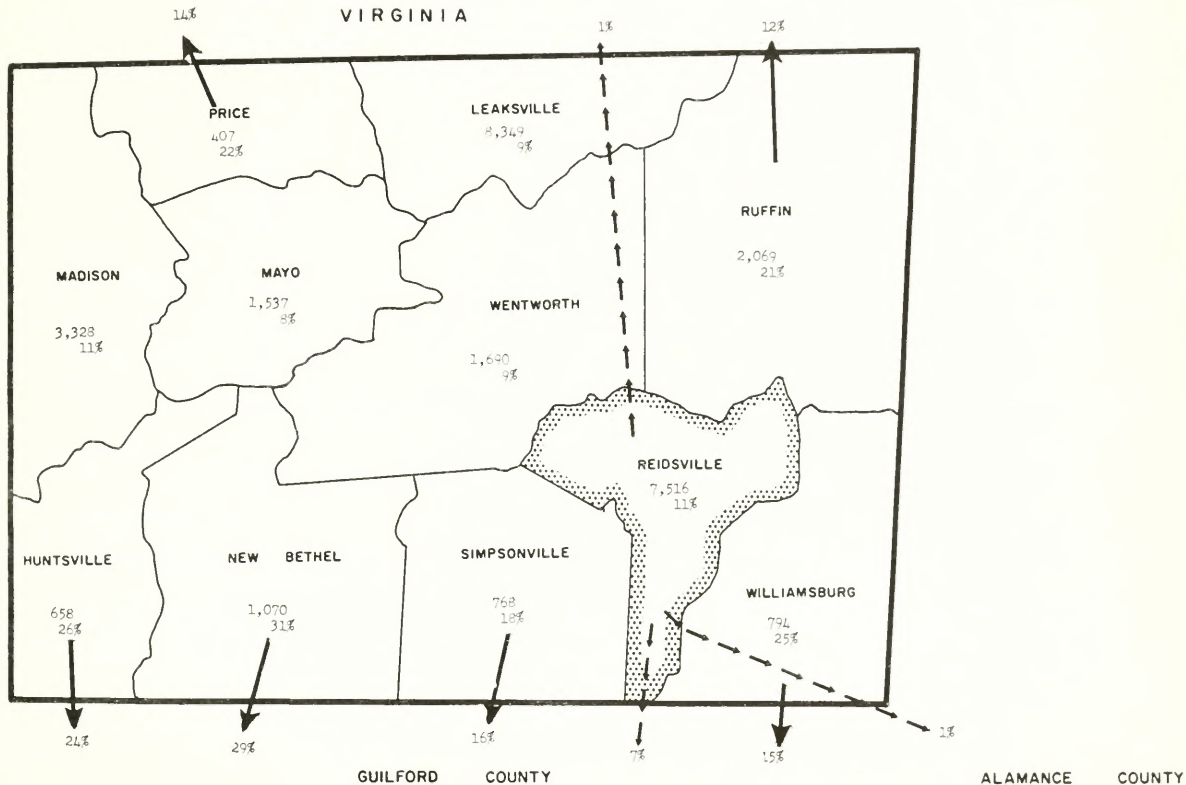 14%
VIRGINIA
1%
12%
PRICE
407
22%
LEAKSVILLE
8,349
9%
RUFFIN
2,069
21%
MADISON
3,328
11%
MAYO
1,537
8%
WENTWORTH
1,690
9%
REIDSVILLE
7,516
11%
HUNTSVILLE
658
26%
NEW BETHEL
1,070
31%
SIMPSONVILLE
768
18%
WILLIAMSBURG
794
25%
24%
29%
16%
7%
15%
1%
GUILFORD COUNTY
ALAMANCE COUNTY